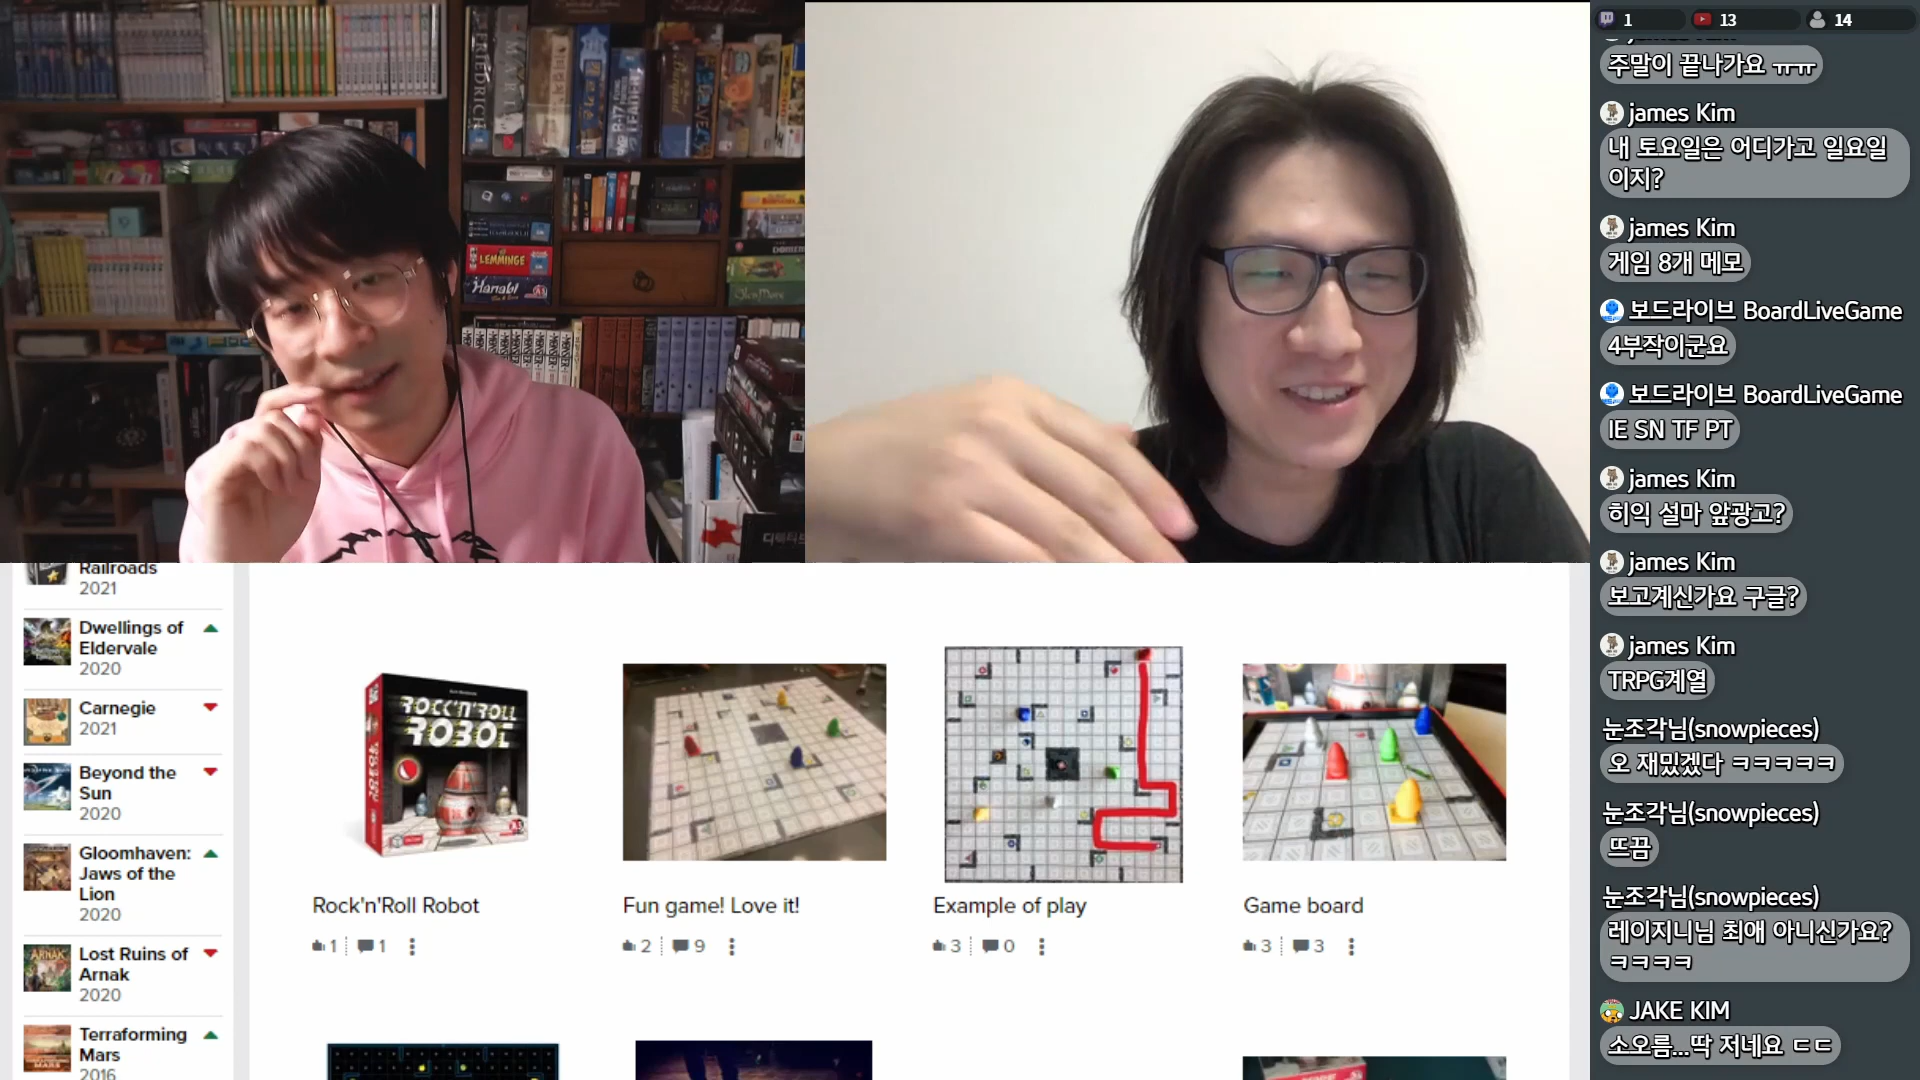 FRIEDRICH
MARIA
B-17
LEADER
LEMMINGE
Hanabi
GlenMore
1
13
14
주말이 끝나가요 ㅠㅠ
james Kim
내 토요일은 어디가고 일요일
이지?
james Kim
게임 8개 메모
보드라이브 BoardLiveGame
4부작이군요
보드라이브 BoardLiveGame
IE SN TF PT
james Kim
히익 설마 앞광고?
james Kim
보고계신가요 구글?
james Kim
TRPG계열
눈조각님(snowpieces)
오 재밌겠다 ㅋㅋㅋㅋㅋ
눈조각님(snowpieces)
뜨끔
눈조각님(snowpieces)
레이지니님 최애 아니신가요?
ㅋㅋㅋㅋ
JAKE KIM
소오름...딱 저네요 ㄷㄷ
Railroads
2021
Dwellings of
Eldervale
2020
Carnegie
2021
Beyond the
Sun
2020
Gloomhaven:
Jaws of the
Lion
2020
ARNAK
Lost Ruins of
Arnak
2020
Terraforming
Mars
2016
ROCK'N'ROLL
ROBOT
Rock'n'Roll Robot
1
1
Fun game! Love it!
2
9
Example of play
3
0
Game board
3
3